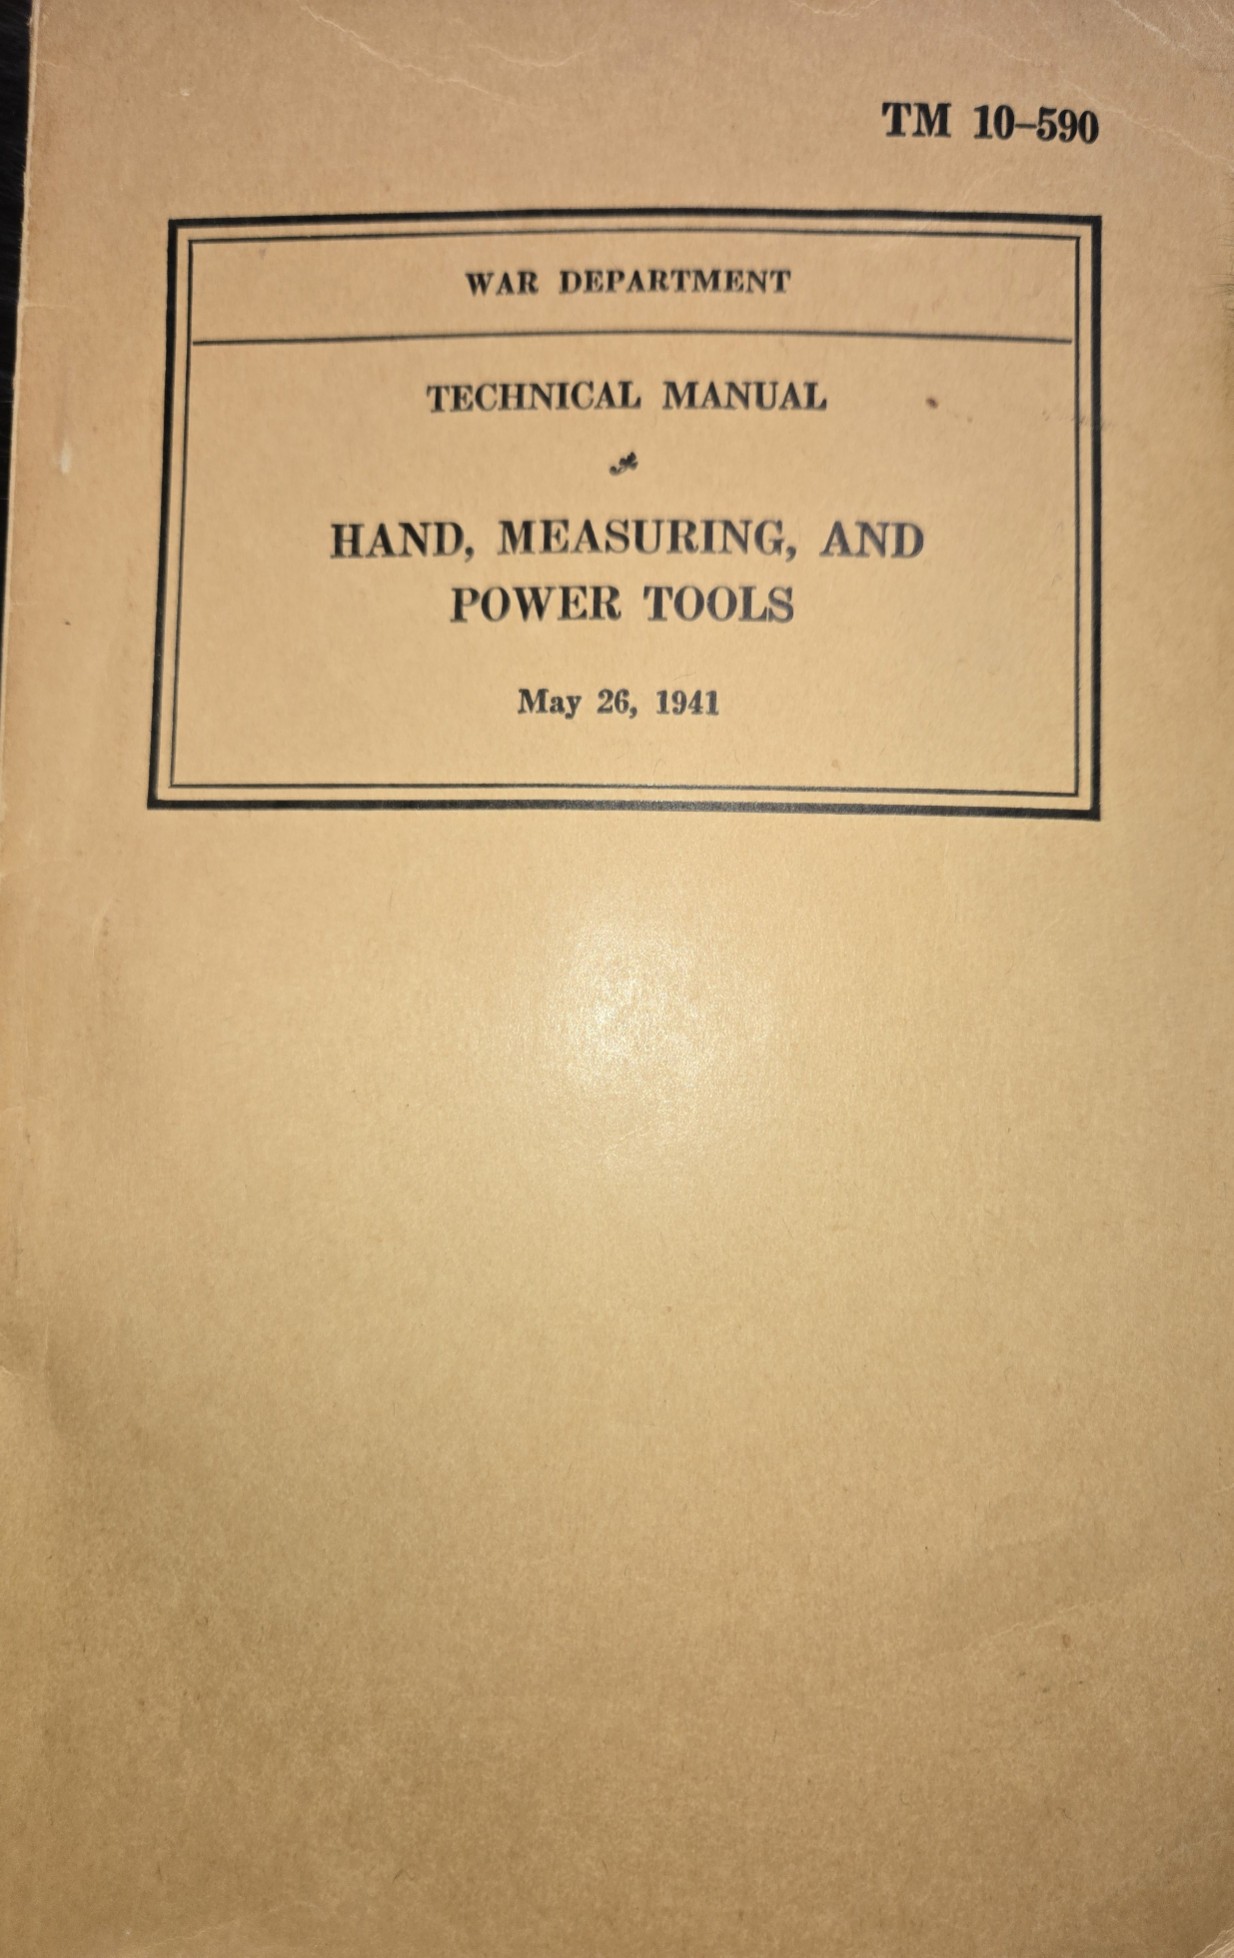 TM 10–590
WAR DEPARTMENT
TECHNICAL MANUAL
HAND, MEASURING, AND
POWER TOOLS
May 26, 1941